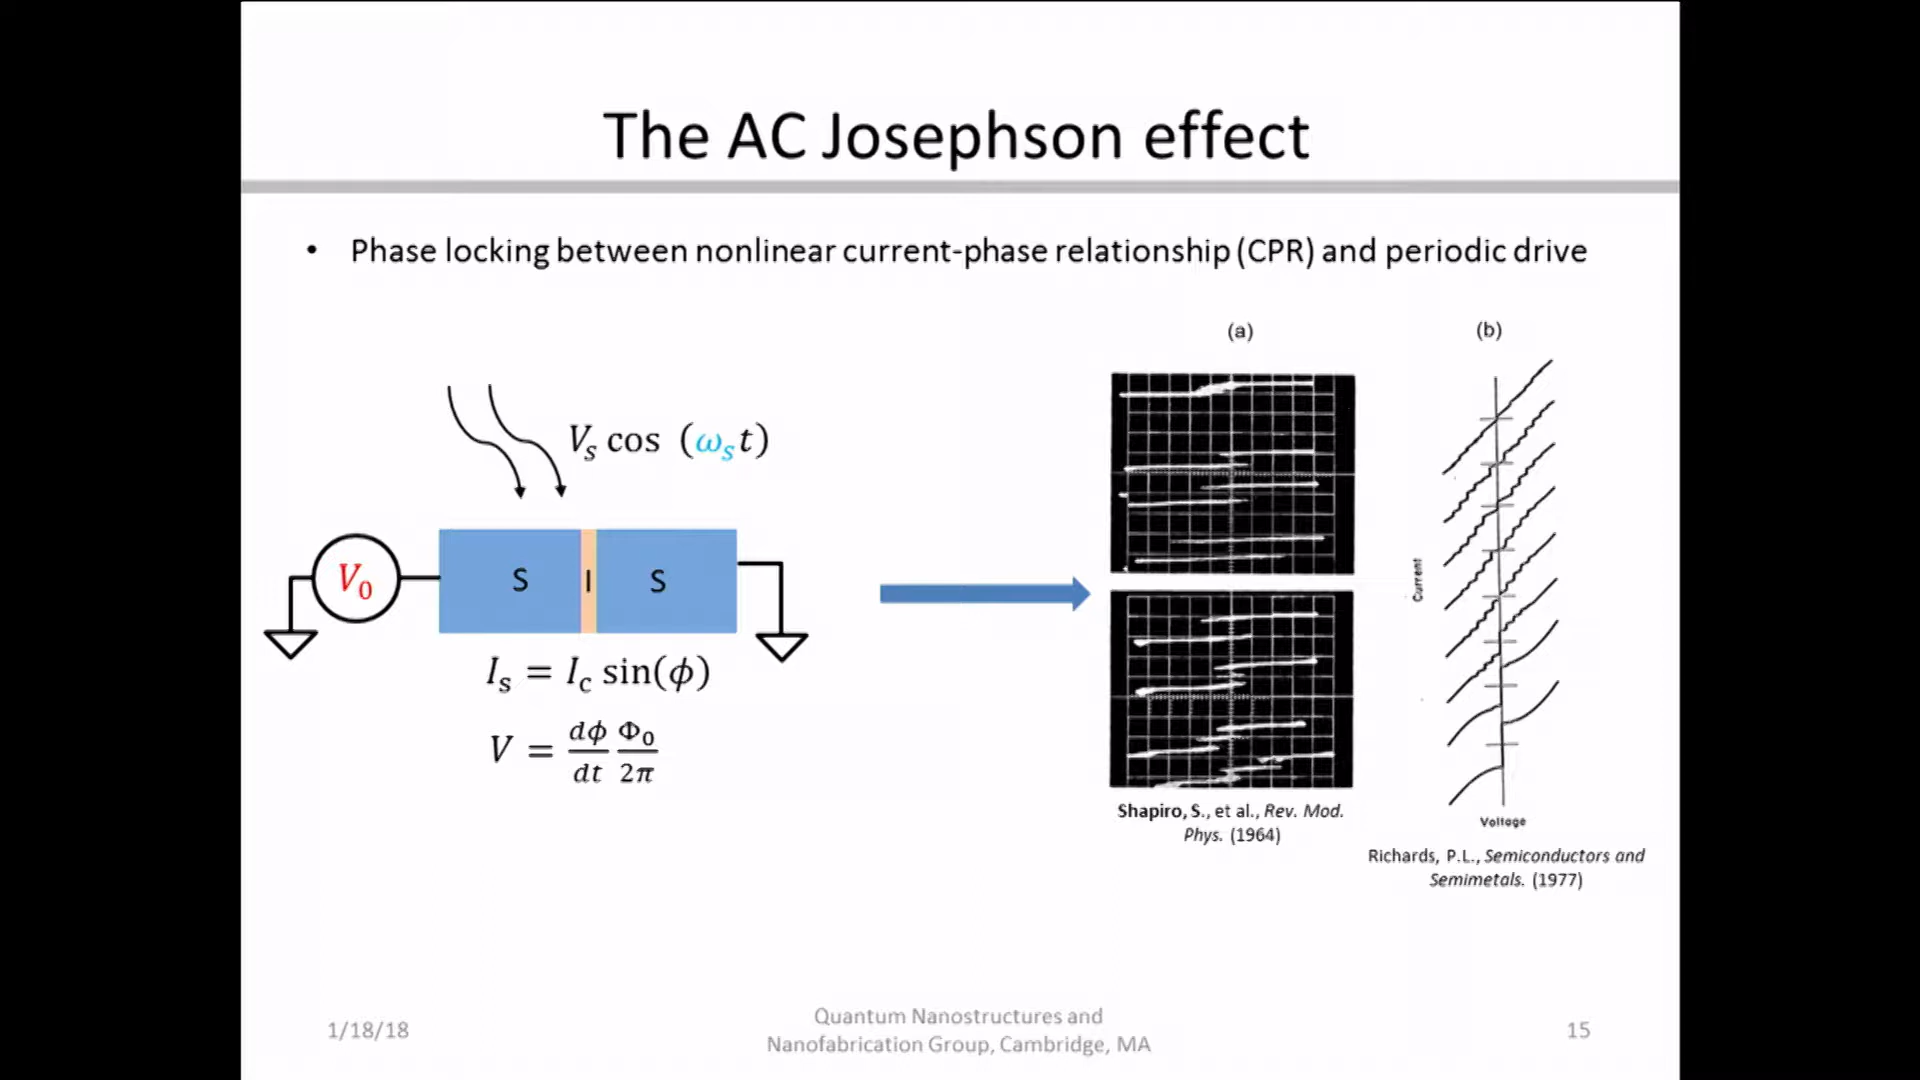 The AC Josephson effect
• Phase locking between nonlinear current-phase relationship (CPR) and periodic drive
V_s cos (ω_s t)
V_0
S
I
S
I_s = I_c sin(ϕ)
V = dϕ/dt Φ_0/2π
(a)
(b)
Current
Voltage
Shapiro, S., et al., Rev. Mod.
Phys. (1964)
Richards, P.L., Semiconductors and
Semimetals. (1977)
1/18/18
Quantum Nanostructures and
Nanofabrication Group, Cambridge, MA
15